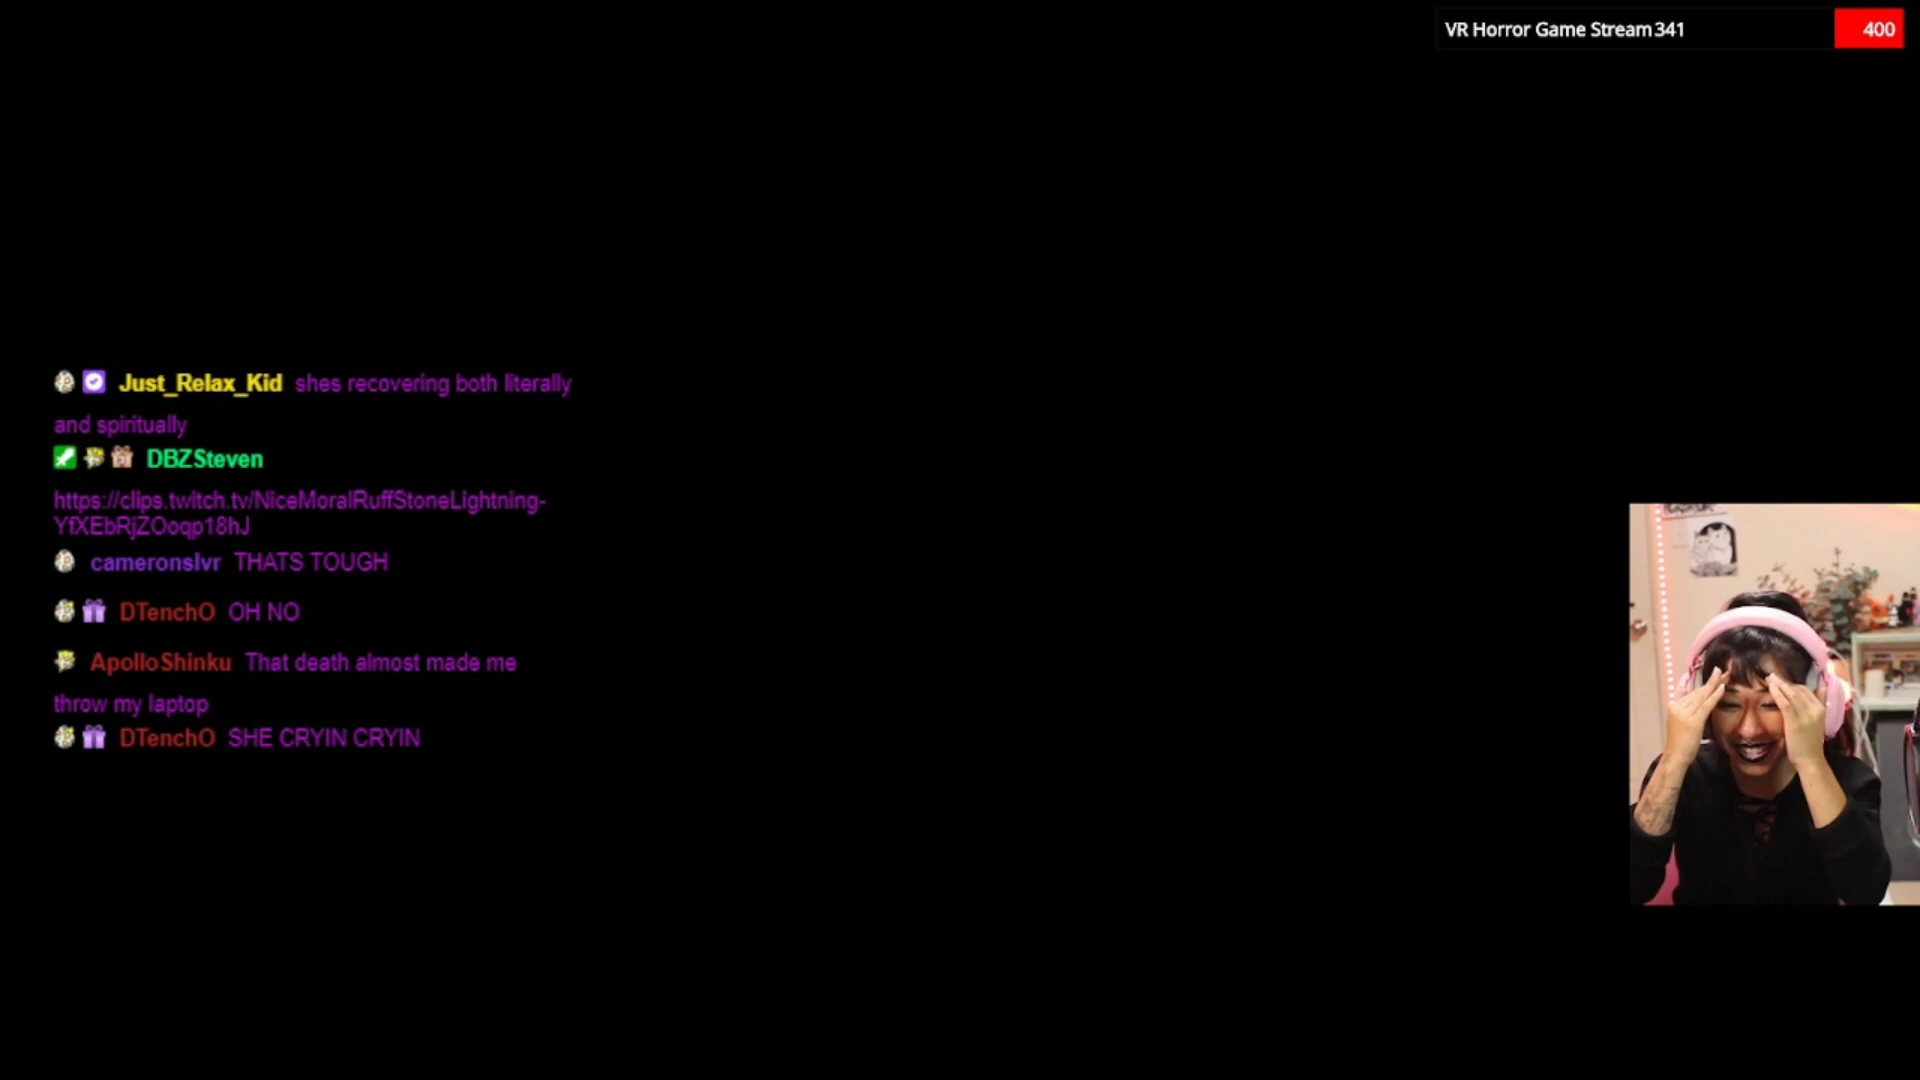 VR Horror Game Stream 341 400
Just_Relax_Kid shes recovering both literally
and spiritually
DBZSteven
https://clips.twitch.tv/NiceMoralRuffStoneLightning-
YfXEbRjZOoqp18hJ
cameronslvr THATS TOUGH
DTenchO OH NO
ApolloShinku That death almost made me
throw my laptop
DTenchO SHE CRYIN CRYIN